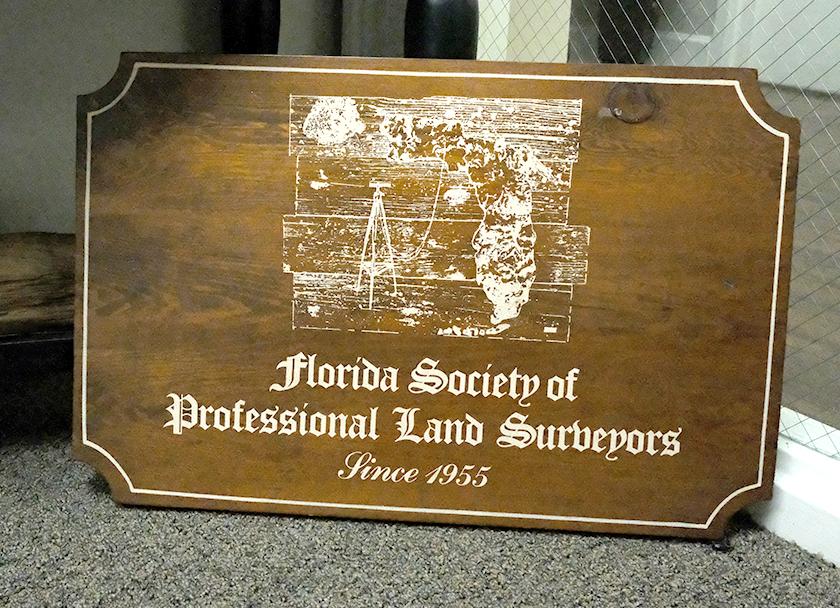 Florida Society of
Professional Land Surveyors
Since 1955